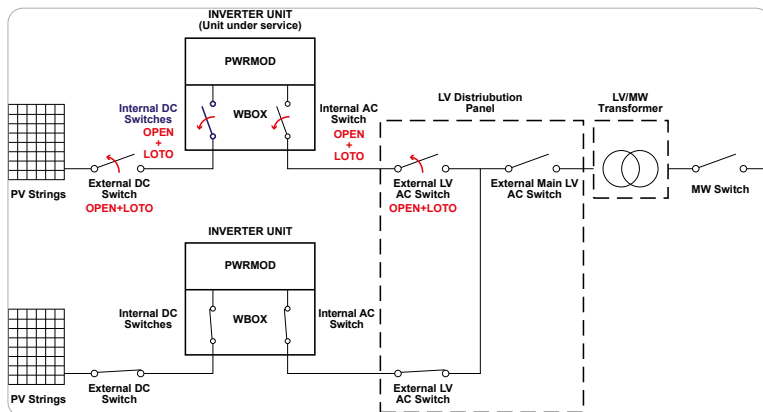 INVERTER UNIT
(Unit under service)
PWRMOD
WBOX
Internal DC
Switches
OPEN
+
LOTO
Internal AC
Switch
OPEN
+
LOTO
LV Distriubution
Panel
LV/MW
Transformer
PV Strings
External DC
Switch
OPEN+LOTO
External LV
AC Switch
OPEN+LOTO
External Main LV
AC Switch
MW Switch
INVERTER UNIT
PWRMOD
Internal DC
Switches
WBOX
Internal AC
Switch
PV Strings
External DC
Switch
External LV
AC Switch